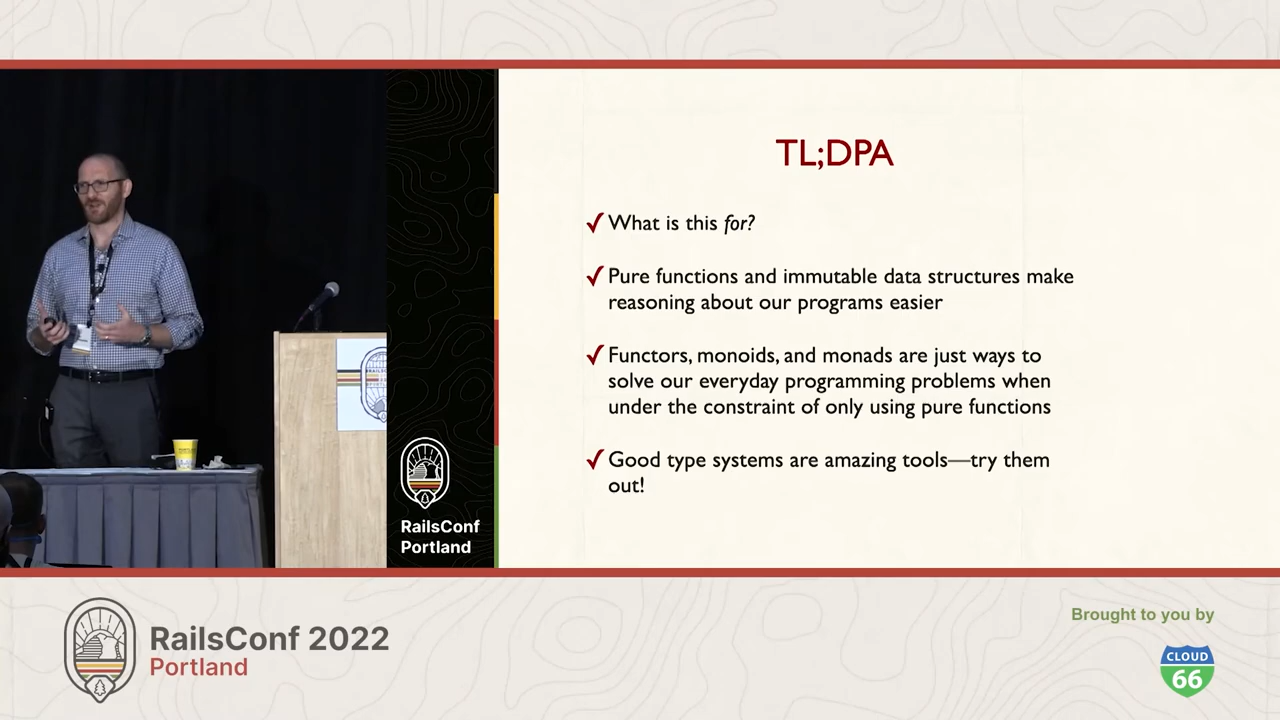 TL;DPA
✓ What is this for?
✓ Pure functions and immutable data structures make
reasoning about our programs easier
✓ Functors, monoids, and monads are just ways to
solve our everyday programming problems when
under the constraint of only using pure functions
✓ Good type systems are amazing tools—try them
out!
RailsConf
Portland
RailsConf 2022
Portland
Brought to you by
CLOUD
66